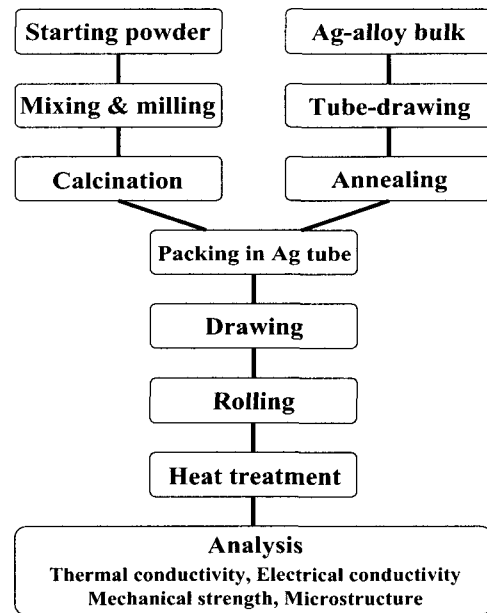 Starting powder
Ag-alloy bulk
Mixing & milling
Tube-drawing
Calcination
Annealing
Packing in Ag tube
Drawing
Rolling
Heat treatment
Analysis
Thermal conductivity, Electrical conductivity
Mechanical strength, Microstructure